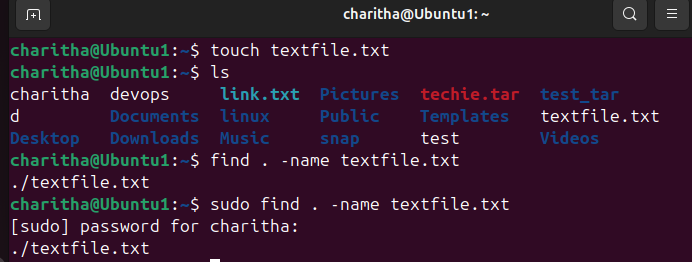 charitha@Ubuntu1: ~
charitha@Ubuntu1:~$ touch textfile.txt
charitha@Ubuntu1:~$ ls
charitha devops link.txt Pictures techie.tar test_tar
d Documents linux Public Templates textfile.txt
Desktop Downloads Music snap test Videos
charitha@Ubuntu1:~$ find . -name textfile.txt
./textfile.txt
charitha@Ubuntu1:~$ sudo find . -name textfile.txt
[sudo] password for charitha:
./textfile.txt